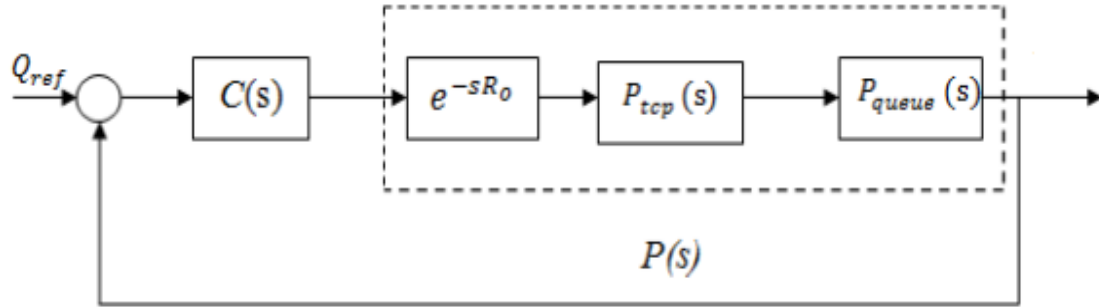 Q_ref
C(s)
e^{-sR_0}
P_tcp (s)
P_queue (s)
P(s)